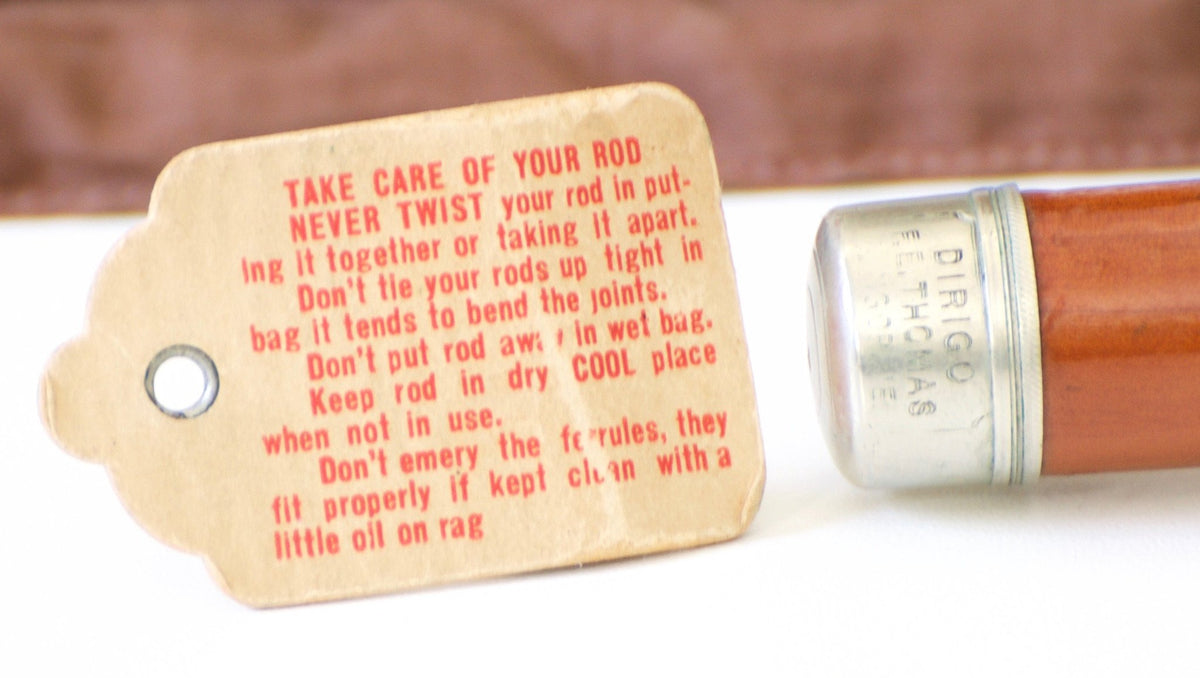 TAKE CARE OF YOUR ROD
NEVER TWIST your rod in put-
ing it together or taking it apart.
Don't tie your rods up tight in
bag it tends to bend the joints.
Don't put rod away in wet bag.
Keep rod in dry COOL place
when not in use.
Don't emery the ferrules, they
fit properly if kept clean with a
little oil on rag
DIRIGO
F.E. THOMAS